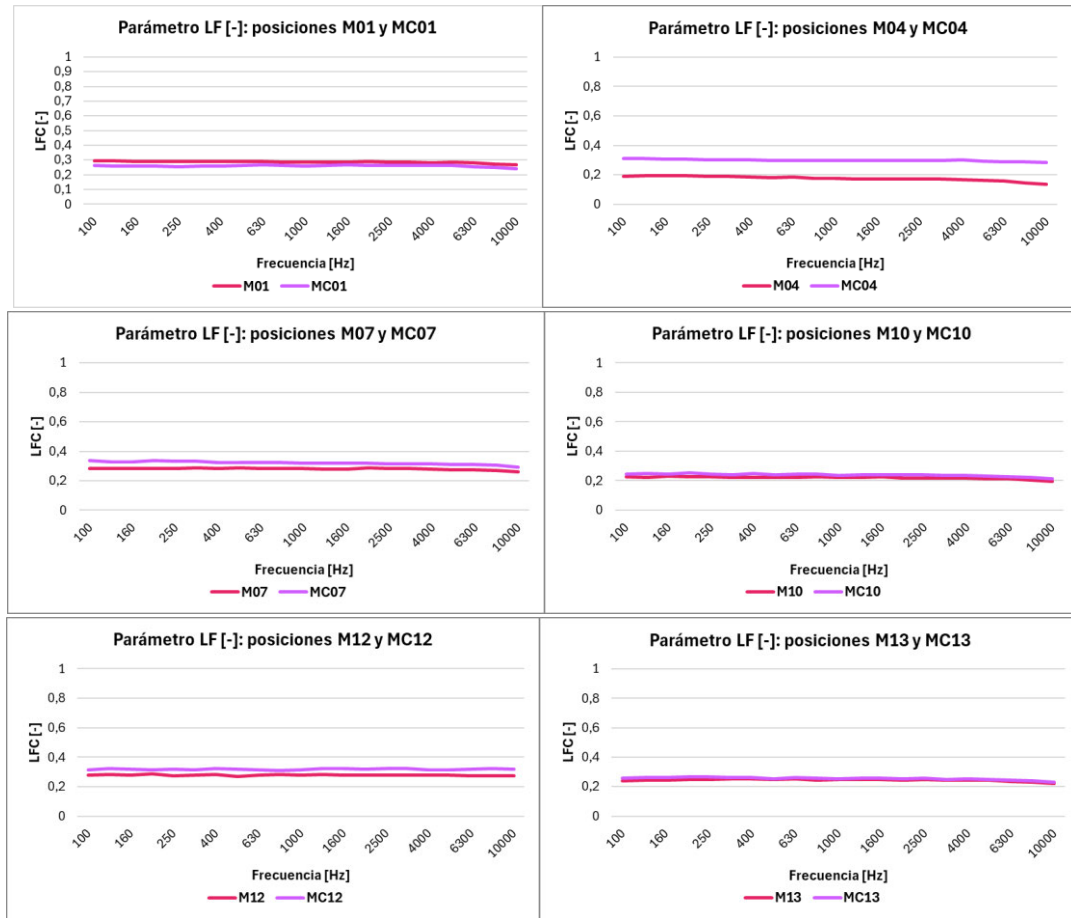 Parámetro LF [-]: posiciones M01 y MC01
LFC [-]
1
0,9
0,8
0,7
0,6
0,5
0,4
0,3
0,2
0,1
0
100 160 250 400 630 1000 1600 2500 4000 6300 10000
Frecuencia [Hz]
M01 MC01
Parámetro LF [-]: posiciones M04 y MC04
LFC [-]
1
0,8
0,6
0,4
0,2
0
100 160 250 400 630 1000 1600 2500 4000 6300 10000
Frecuencia [Hz]
M04 MC04
Parámetro LF [-]: posiciones M07 y MC07
LFC [-]
1
0,8
0,6
0,4
0,2
0
100 160 250 400 630 1000 1600 2500 4000 6300 10000
Frecuencia [Hz]
M07 MC07
Parámetro LF [-]: posiciones M10 y MC10
LFC [-]
1
0,8
0,6
0,4
0,2
0
100 160 250 400 630 1000 1600 2500 4000 6300 10000
Frecuencia [Hz]
M10 MC10
Parámetro LF [-]: posiciones M12 y MC12
LFC [-]
1
0,8
0,6
0,4
0,2
0
100 160 250 400 630 1000 1600 2500 4000 6300 10000
Frecuencia [Hz]
M12 MC12
Parámetro LF [-]: posiciones M13 y MC13
LFC [-]
1
0,8
0,6
0,4
0,2
0
100 160 250 400 630 1000 1600 2500 4000 6300 10000
Frecuencia [Hz]
M13 MC13